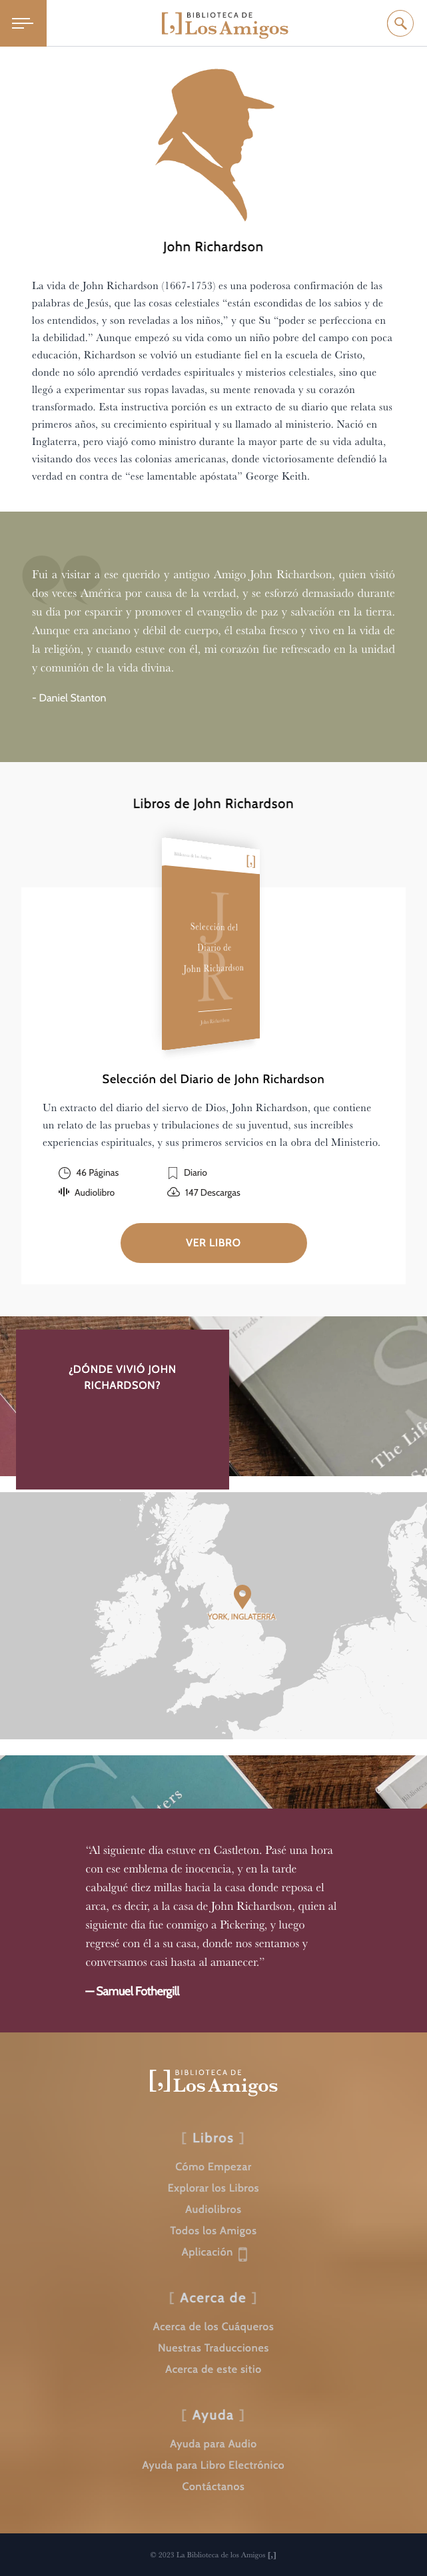 BIBLIOTECA DE
[,] Los Amigos
John Richardson
La vida de John Richardson (1667-1753) es una poderosa confirmación de las
palabras de Jesús, que las cosas celestiales “están escondidas de los sabios y de
los entendidos, y son reveladas a los niños,” y que Su “poder se perfecciona en
la debilidad.” Aunque empezó su vida como un niño pobre del campo con poca
educación, Richardson se volvió un estudiante fiel en la escuela de Cristo,
donde no sólo aprendió verdades espirituales y misterios celestiales, sino que
llegó a experimentar sus ropas lavadas, su mente renovada y su corazón
transformado. Esta instructiva porción es un extracto de su diario que relata sus
primeros años, su crecimiento espiritual y su llamado al ministerio. Nació en
Inglaterra, pero viajó como ministro durante la mayor parte de su vida adulta,
visitando dos veces las colonias americanas, donde victoriosamente defendió la
verdad en contra de “ese lamentable apóstata” George Keith.
Fui a visitar a ese querido y antiguo Amigo John Richardson, quien visitó
dos veces América por causa de la verdad, y se esforzó demasiado durante
su día por esparcir y promover el evangelio de paz y salvación en la tierra.
Aunque era anciano y débil de cuerpo, él estaba fresco y vivo en la vida de
la religión, y cuando estuve con él, mi corazón fue refrescado en la unidad
y comunión de la vida divina.
- Daniel Stanton
Libros de John Richardson
Biblioteca de los Amigos
[,]
JR
Selección del
Diario de
John Richardson
John Richardson
Selección del Diario de John Richardson
Un extracto del diario del siervo de Dios, John Richardson, que contiene
un relato de las pruebas y tribulaciones de su juventud, sus increíbles
experiencias espirituales, y sus primeros servicios en la obra del Ministerio.
46 Páginas
Diario
Audiolibro
147 Descargas
VER LIBRO
Friends
¿DÓNDE VIVIÓ JOHN
RICHARDSON?
The Life
YORK, INGLATERRA
“Al siguiente día estuve en Castleton. Pasé una hora
con ese emblema de inocencia, y en la tarde
cabalgué diez millas hacia la casa donde reposa el
arca, es decir, a la casa de John Richardson, quien al
siguiente día fue conmigo a Pickering, y luego
regresé con él a su casa, donde nos sentamos y
conversamos casi hasta al amanecer.”
— Samuel Fothergill
BIBLIOTECA DE
[,] Los Amigos
[ Libros ]
Cómo Empezar
Explorar los Libros
Audiolibros
Todos los Amigos
Aplicación
[ Acerca de ]
Acerca de los Cuáqueros
Nuestras Traducciones
Acerca de este sitio
[ Ayuda ]
Ayuda para Audio
Ayuda para Libro Electrónico
Contáctanos
© 2023 La Biblioteca de los Amigos [,]